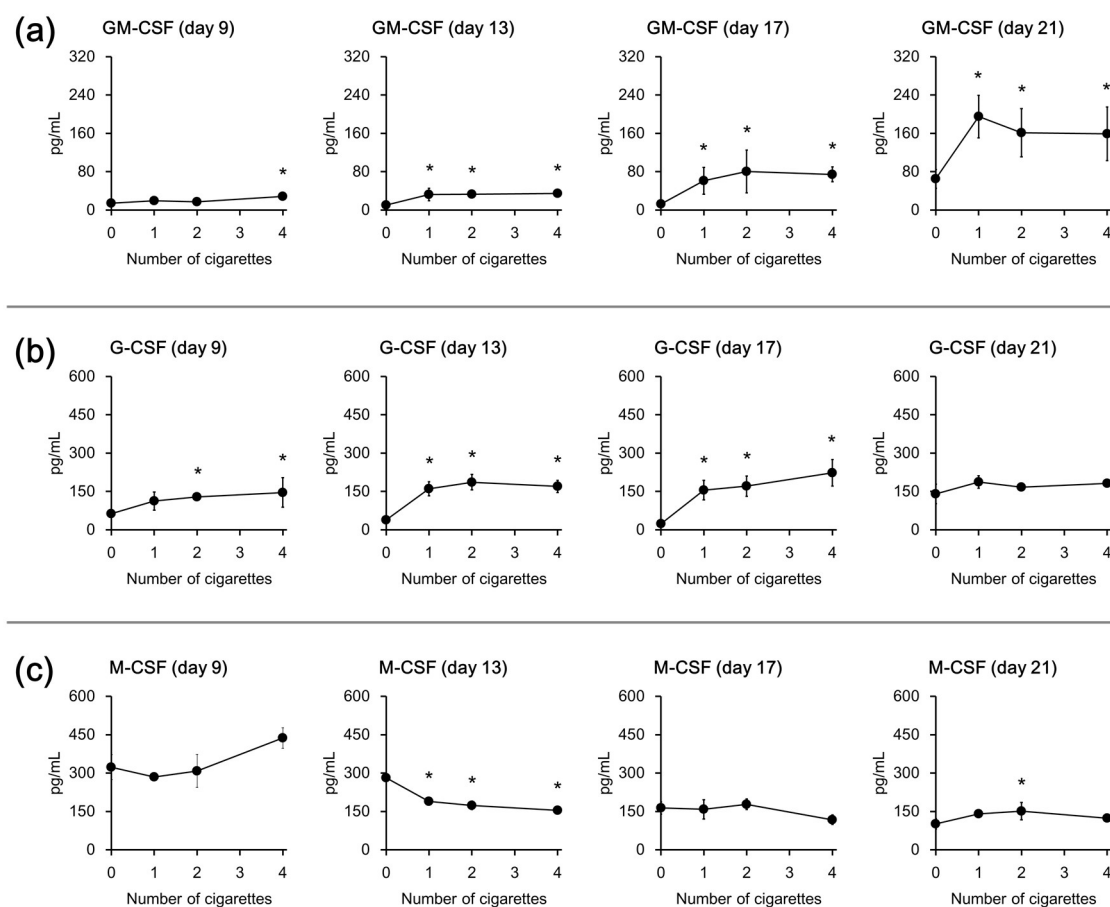 (a)
GM-CSF (day 9)
320
240
160
80
0
pg/mL
0 1 2 3 4
Number of cigarettes
*
GM-CSF (day 13)
320
240
160
80
0
pg/mL
0 1 2 3 4
Number of cigarettes
* * *
GM-CSF (day 17)
320
240
160
80
0
pg/mL
0 1 2 3 4
Number of cigarettes
* * *
GM-CSF (day 21)
320
240
160
80
0
pg/mL
0 1 2 3 4
Number of cigarettes
* * *
(b)
G-CSF (day 9)
600
450
300
150
0
pg/mL
0 1 2 3 4
Number of cigarettes
* *
G-CSF (day 13)
600
450
300
150
0
pg/mL
0 1 2 3 4
Number of cigarettes
* * *
G-CSF (day 17)
600
450
300
150
0
pg/mL
0 1 2 3 4
Number of cigarettes
* * *
G-CSF (day 21)
600
450
300
150
0
pg/mL
0 1 2 3 4
Number of cigarettes
(c)
M-CSF (day 9)
600
450
300
150
0
pg/mL
0 1 2 3 4
Number of cigarettes
M-CSF (day 13)
600
450
300
150
0
pg/mL
0 1 2 3 4
Number of cigarettes
* * *
M-CSF (day 17)
600
450
300
150
0
pg/mL
0 1 2 3 4
Number of cigarettes
M-CSF (day 21)
600
450
300
150
0
pg/mL
0 1 2 3 4
Number of cigarettes
*